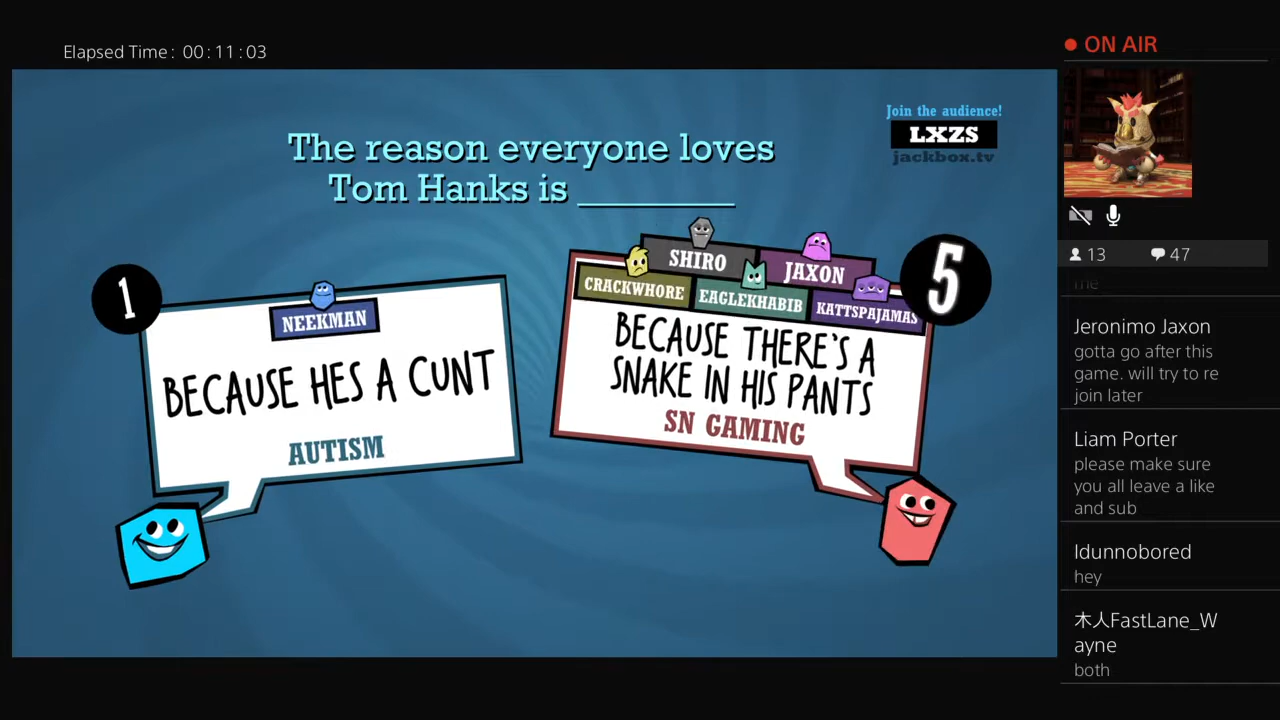 Elapsed Time: 00:11:03
ON AIR
Join the audience!
LXZS
jackbox.tv
The reason everyone loves
Tom Hanks is _________
13
47
me
1
NEEKMAN
BECAUSE HES A CUNT
AUTISM
SHIRO
JAXON
CRACKWHORE
EAGLEKHABIB
KATTSPAJAMAS
5
BECAUSE THERE'S A
SNAKE IN HIS PANTS
SN GAMING
Jeronimo Jaxon
gotta go after this
game. will try to re
join later
Liam Porter
please make sure
you all leave a like
and sub
Idunnobored
hey
木人FastLane_W
ayne
both